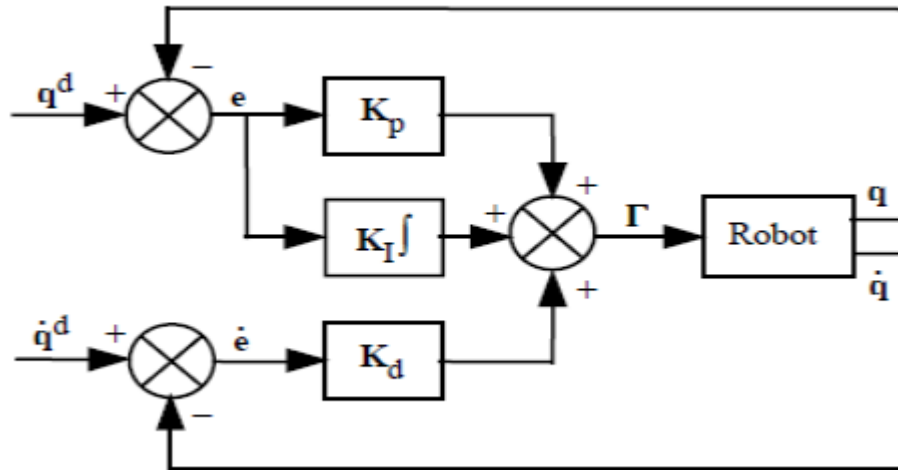 −
q^d
+
e
K_p
+
+
K_I ∫
Γ
Robot
q
q̇
+
q̇^d
+
ė
K_d
−